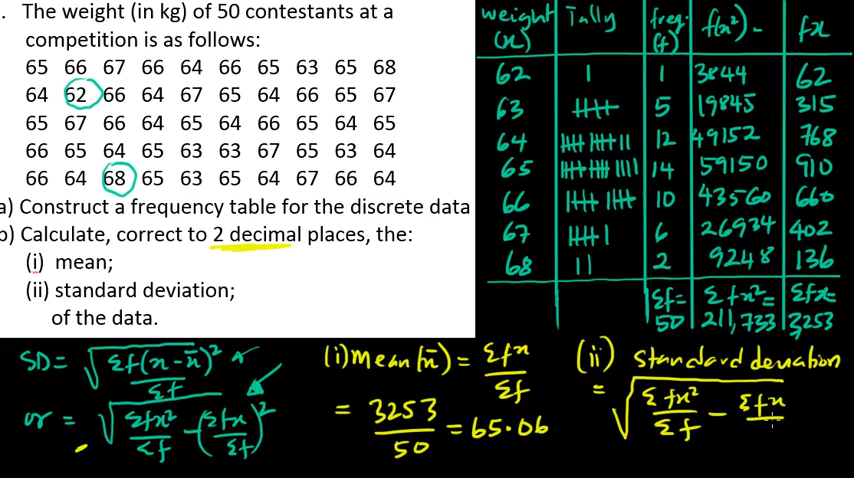 . The weight (in kg) of 50 contestants at a
competition is as follows:
65 66 67 66 64 66 65 63 65 68
64 62 66 64 67 65 64 66 65 67
65 67 66 64 65 64 66 65 64 65
66 65 64 65 63 63 67 65 63 64
66 64 68 65 63 65 64 67 66 64
a) Construct a frequency table for the discrete data
b) Calculate, correct to 2 decimal places, the:
(i) mean;
(ii) standard deviation;
of the data.
weight (x) Tally freq. (f) f(x²) fx
62 | 1 3844 62
63 |||| 5 19845 315
64 |||| |||| || 12 49152 768
65 |||| |||| |||| 14 59150 910
66 |||| |||| 10 43560 660
67 |||| | 6 26934 402
68 || 2 9248 136
Σf= 50 Σfx²= 211,733 Σfx= 3253
SD = √(Σf(x-x̄)²/Σf)
or = √(Σfx²/Σf - (Σfx/Σf)²)
(i) mean (x̄) = Σfx/Σf
= 3253/50 = 65.06
(ii) standard deviation
= √(Σfx²/Σf - Σfx